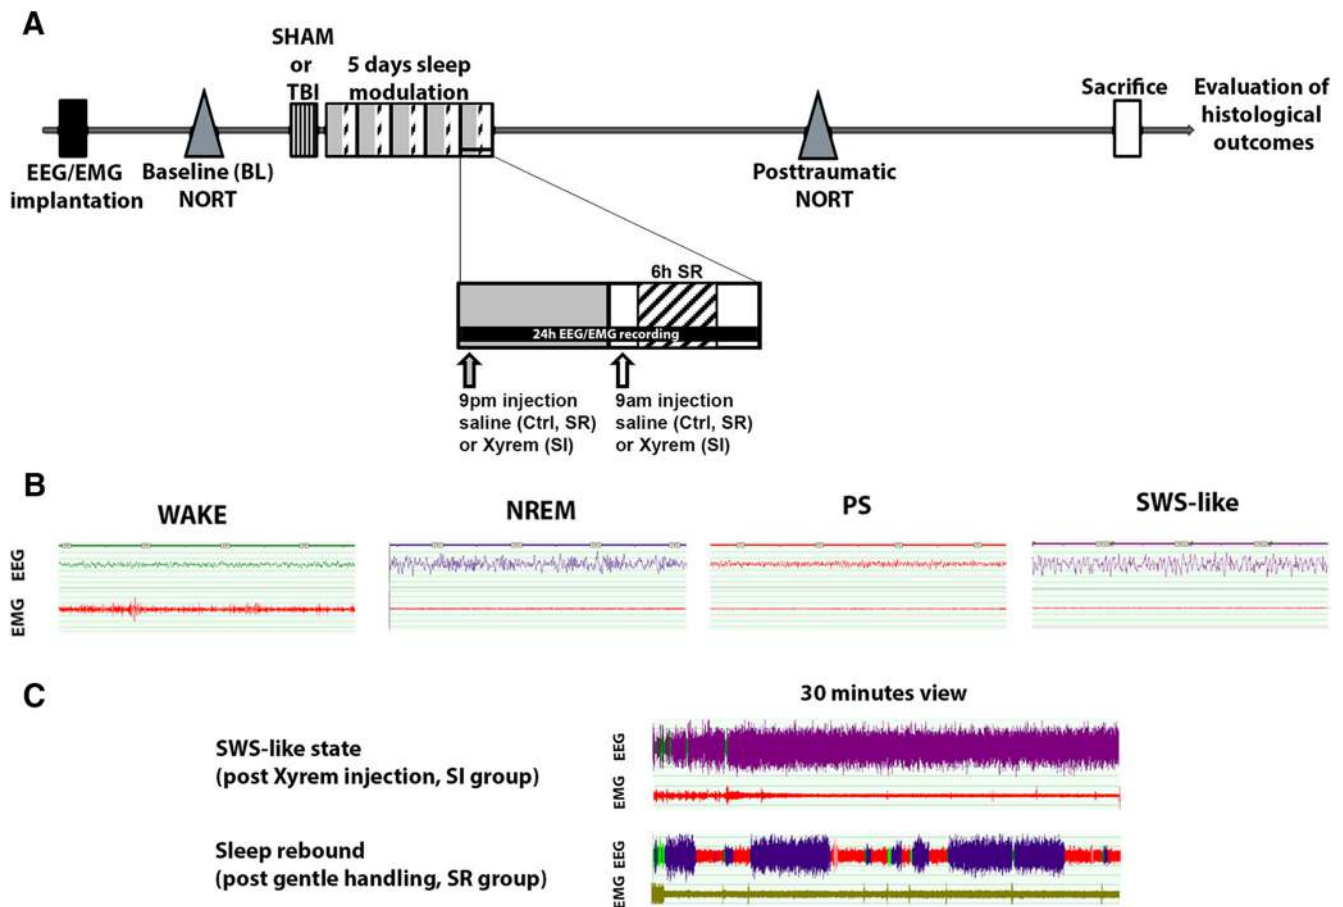 A
SHAM
or
TBI
5 days sleep
modulation
Sacrifice
Evaluation of
histological
outcomes
EEG/EMG
implantation
Baseline (BL)
NORT
Posttraumatic
NORT
6h SR
24h EEG/EMG recording
9pm injection
saline (Ctrl, SR)
or Xyrem (SI)
9am injection
saline (Ctrl, SR)
or Xyrem (SI)
B
WAKE
NREM
PS
SWS-like
EEG
EMG
C
30 minutes view
SWS-like state
(post Xyrem injection, SI group)
EEG
EMG
Sleep rebound
(post gentle handling, SR group)
EEG
EMG